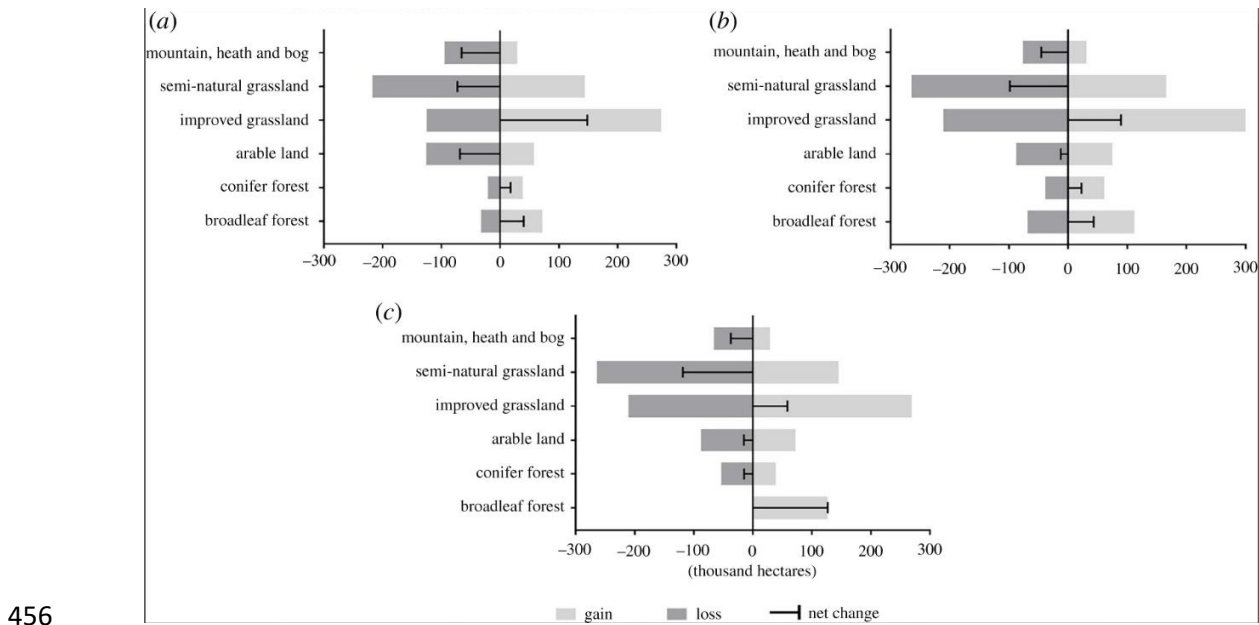 (a)
mountain, heath and bog
semi-natural grassland
improved grassland
arable land
conifer forest
broadleaf forest
–300 –200 –100 0 100 200 300
(b)
mountain, heath and bog
semi-natural grassland
improved grassland
arable land
conifer forest
broadleaf forest
–300 –200 –100 0 100 200 300
(c)
mountain, heath and bog
semi-natural grassland
improved grassland
arable land
conifer forest
broadleaf forest
–300 –200 –100 0 100 200 300
(thousand hectares)
gain loss net change
456